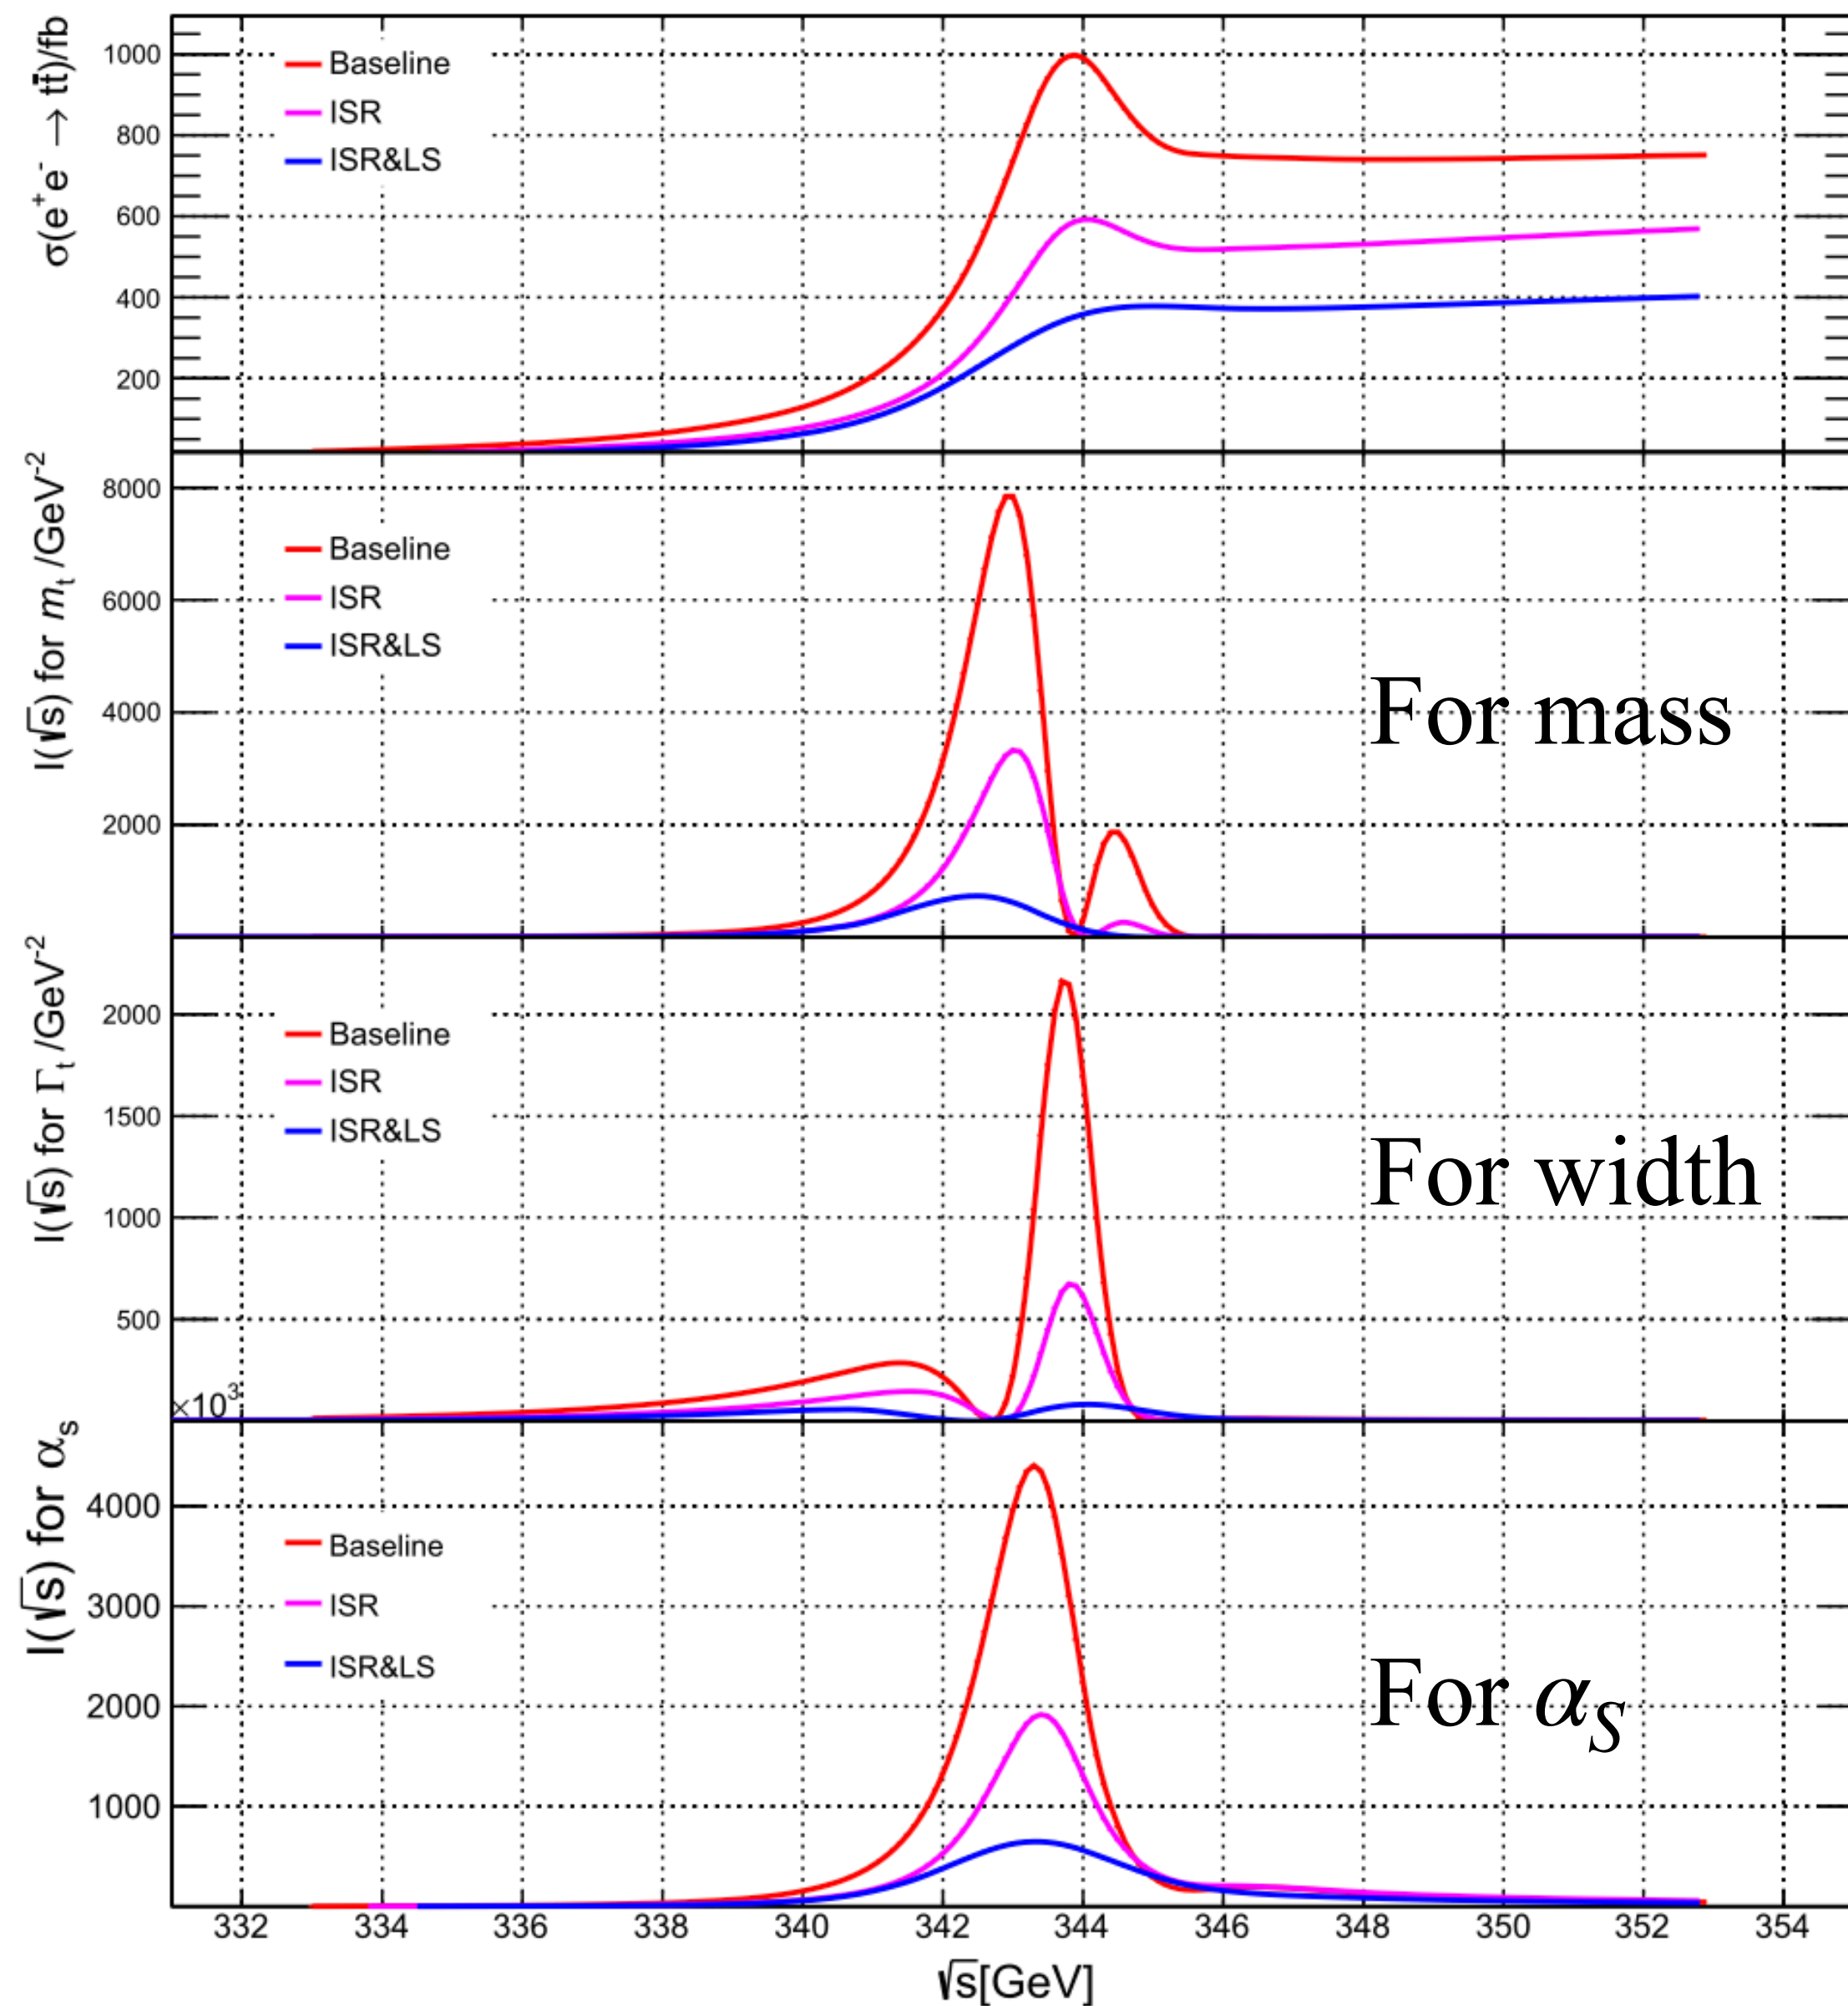 σ(e⁺e⁻ → tt̄)/fb
1000
800
600
400
200
Baseline
ISR
ISR&LS
I(√s) for mₜ /GeV⁻²
8000
6000
4000
2000
Baseline
ISR
ISR&LS
For mass
I(√s) for Γₜ /GeV⁻²
2000
1500
1000
500
Baseline
ISR
ISR&LS
For width
×10³
I(√s) for αₛ
4000
3000
2000
1000
Baseline
ISR
ISR&LS
For α_S
332 334 336 338 340 342 344 346 348 350 352 354
√s[GeV]